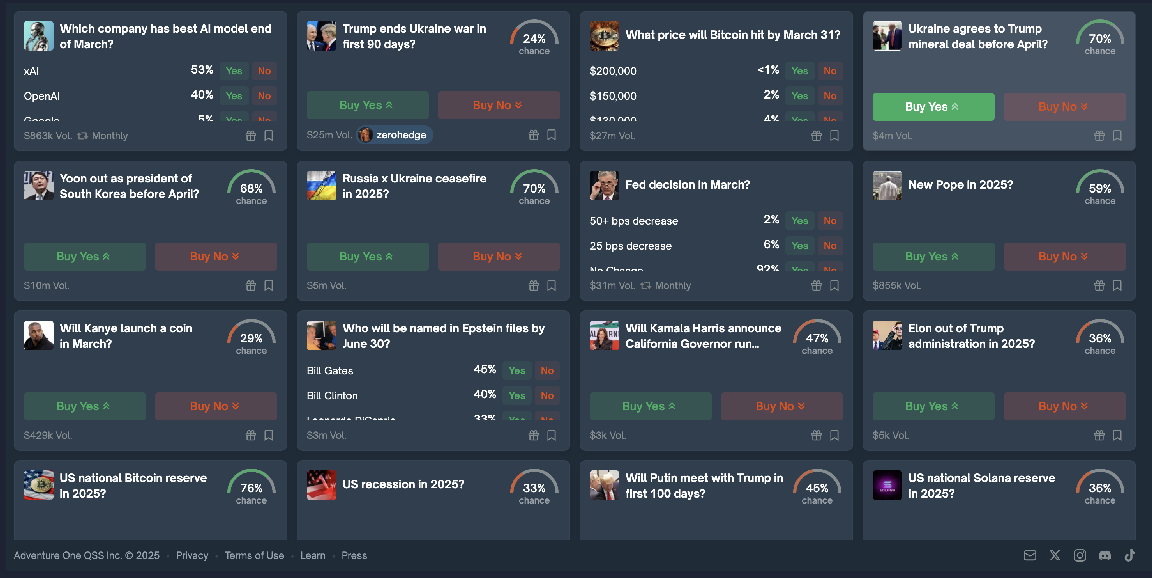 Which company has best AI model end
of March?
xAI 53% Yes No
OpenAI 40% Yes No
Google 5% Yes No
$863k Vol. Monthly
Trump ends Ukraine war in
first 90 days?
24%
chance
Buy Yes Buy No
$25m Vol. zerohedge
What price will Bitcoin hit by March 31?
$200,000 <1% Yes No
$150,000 2% Yes No
$130,000 4% Yes No
$27m Vol.
Ukraine agrees to Trump
mineral deal before April?
70%
chance
Buy Yes Buy No
$4m Vol.
Yoon out as president of
South Korea before April?
68%
chance
Buy Yes Buy No
$10m Vol.
Russia x Ukraine ceasefire
in 2025?
70%
chance
Buy Yes Buy No
$5m Vol.
Fed decision in March?
50+ bps decrease 2% Yes No
25 bps decrease 6% Yes No
No Change 92% Yes No
$31m Vol. Monthly
New Pope in 2025?
59%
chance
Buy Yes Buy No
$855k Vol.
Will Kanye launch a coin
in March?
29%
chance
Buy Yes Buy No
$429k Vol.
Who will be named in Epstein files by
June 30?
Bill Gates 45% Yes No
Bill Clinton 40% Yes No
Leonardo DiCaprio 33% Yes No
$3m Vol.
Will Kamala Harris announce
California Governor run...
47%
chance
Buy Yes Buy No
$3k Vol.
Elon out of Trump
administration in 2025?
36%
chance
Buy Yes Buy No
$5k Vol.
US national Bitcoin reserve
in 2025?
76%
chance
US recession in 2025?
33%
chance
Will Putin meet with Trump in
first 100 days?
45%
chance
US national Solana reserve
in 2025?
36%
chance
Adventure One QSS Inc. © 2025 · Privacy · Terms of Use · Learn · Press